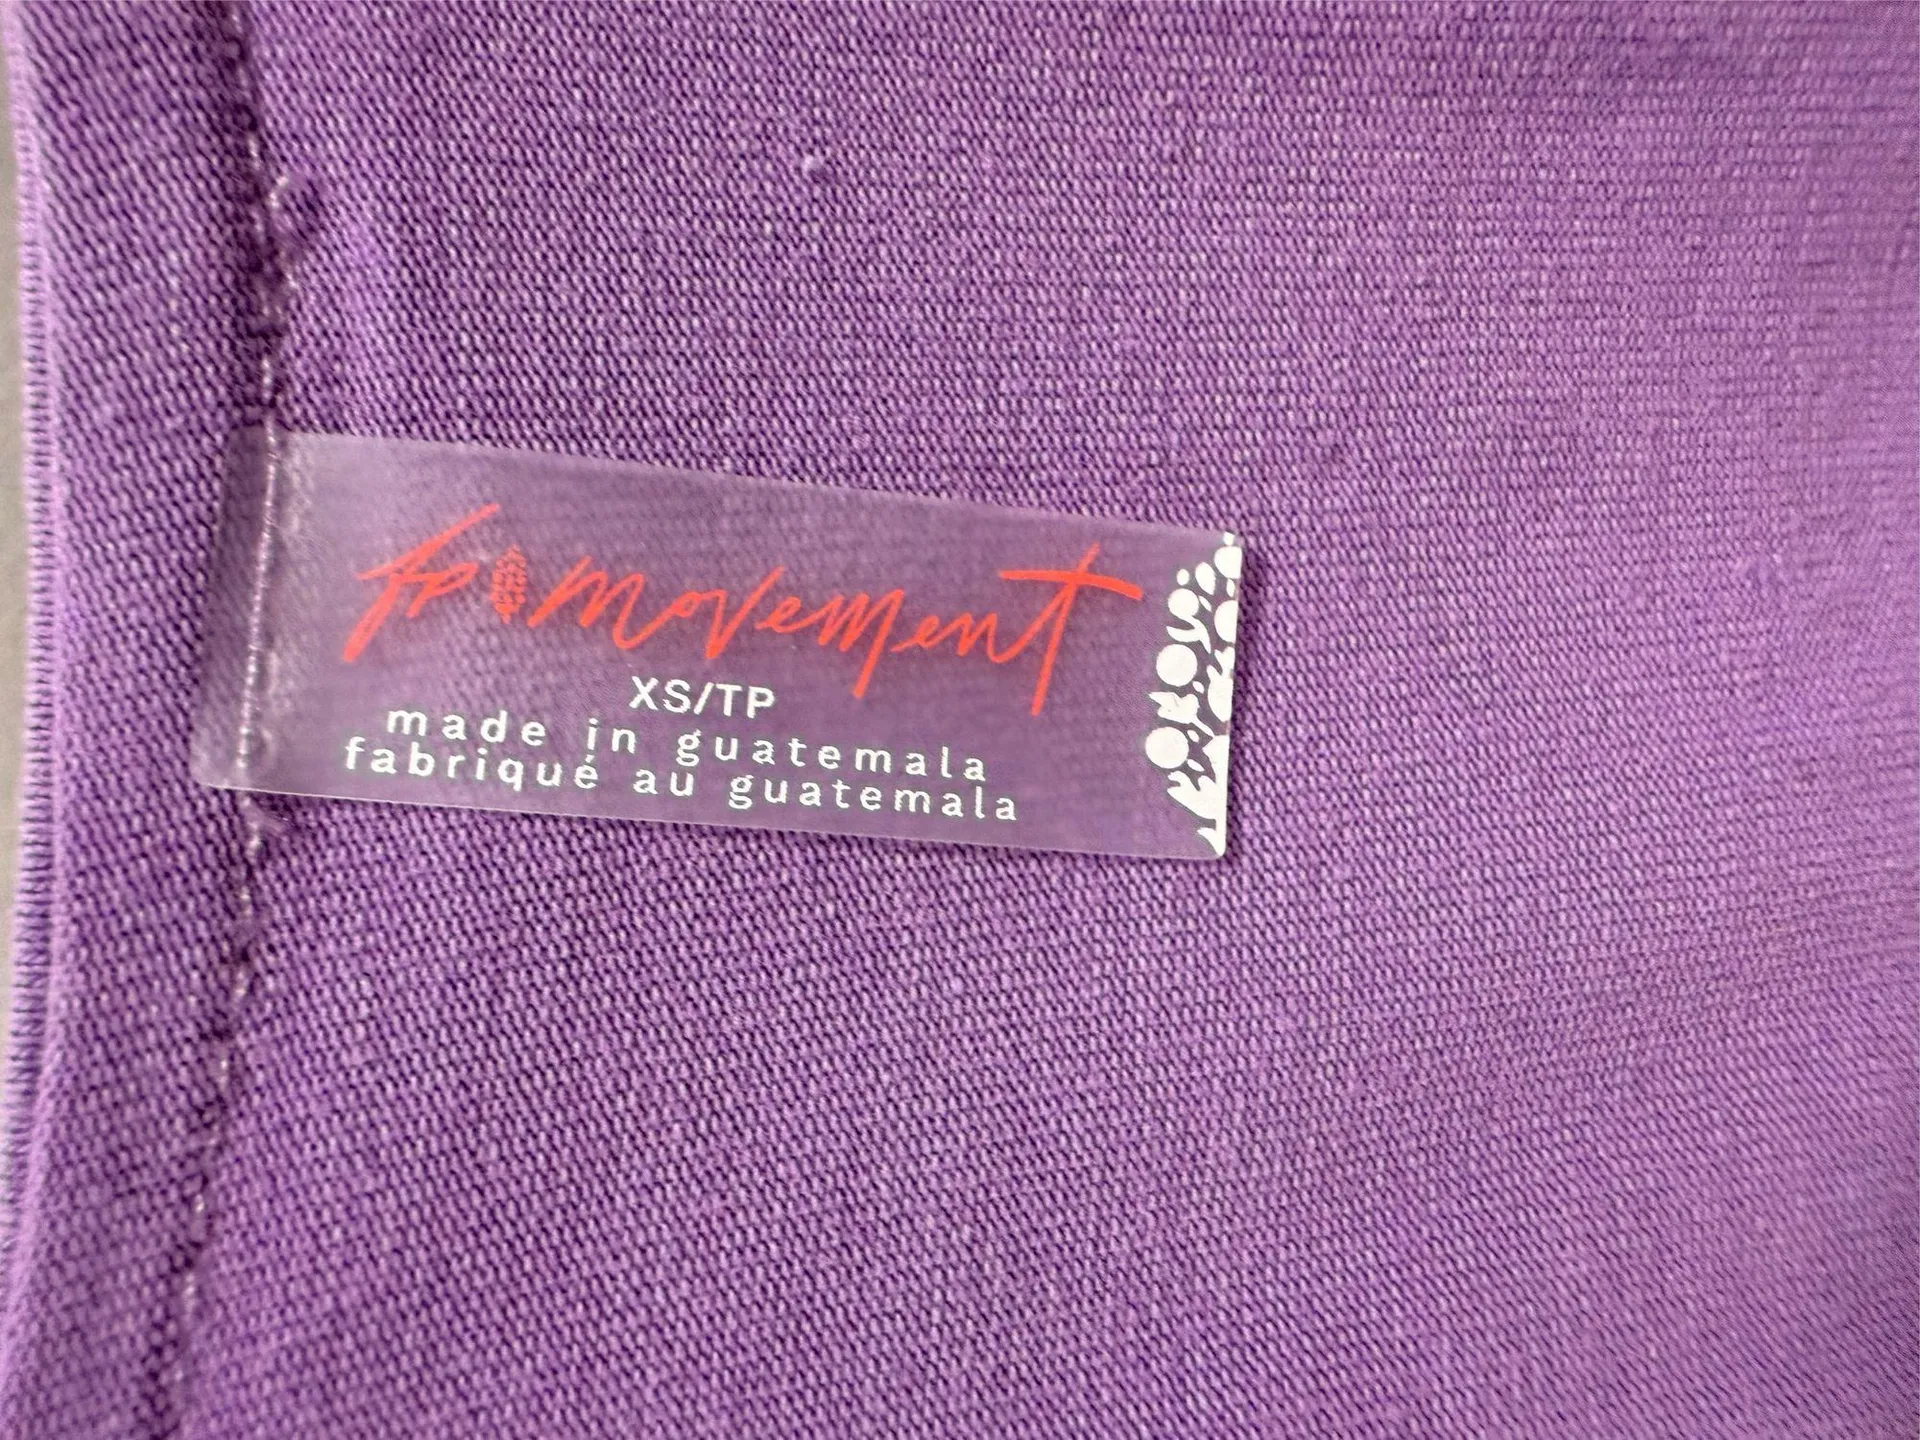 fp movement
XS/TP
made in guatemala
fabriqué au guatemala